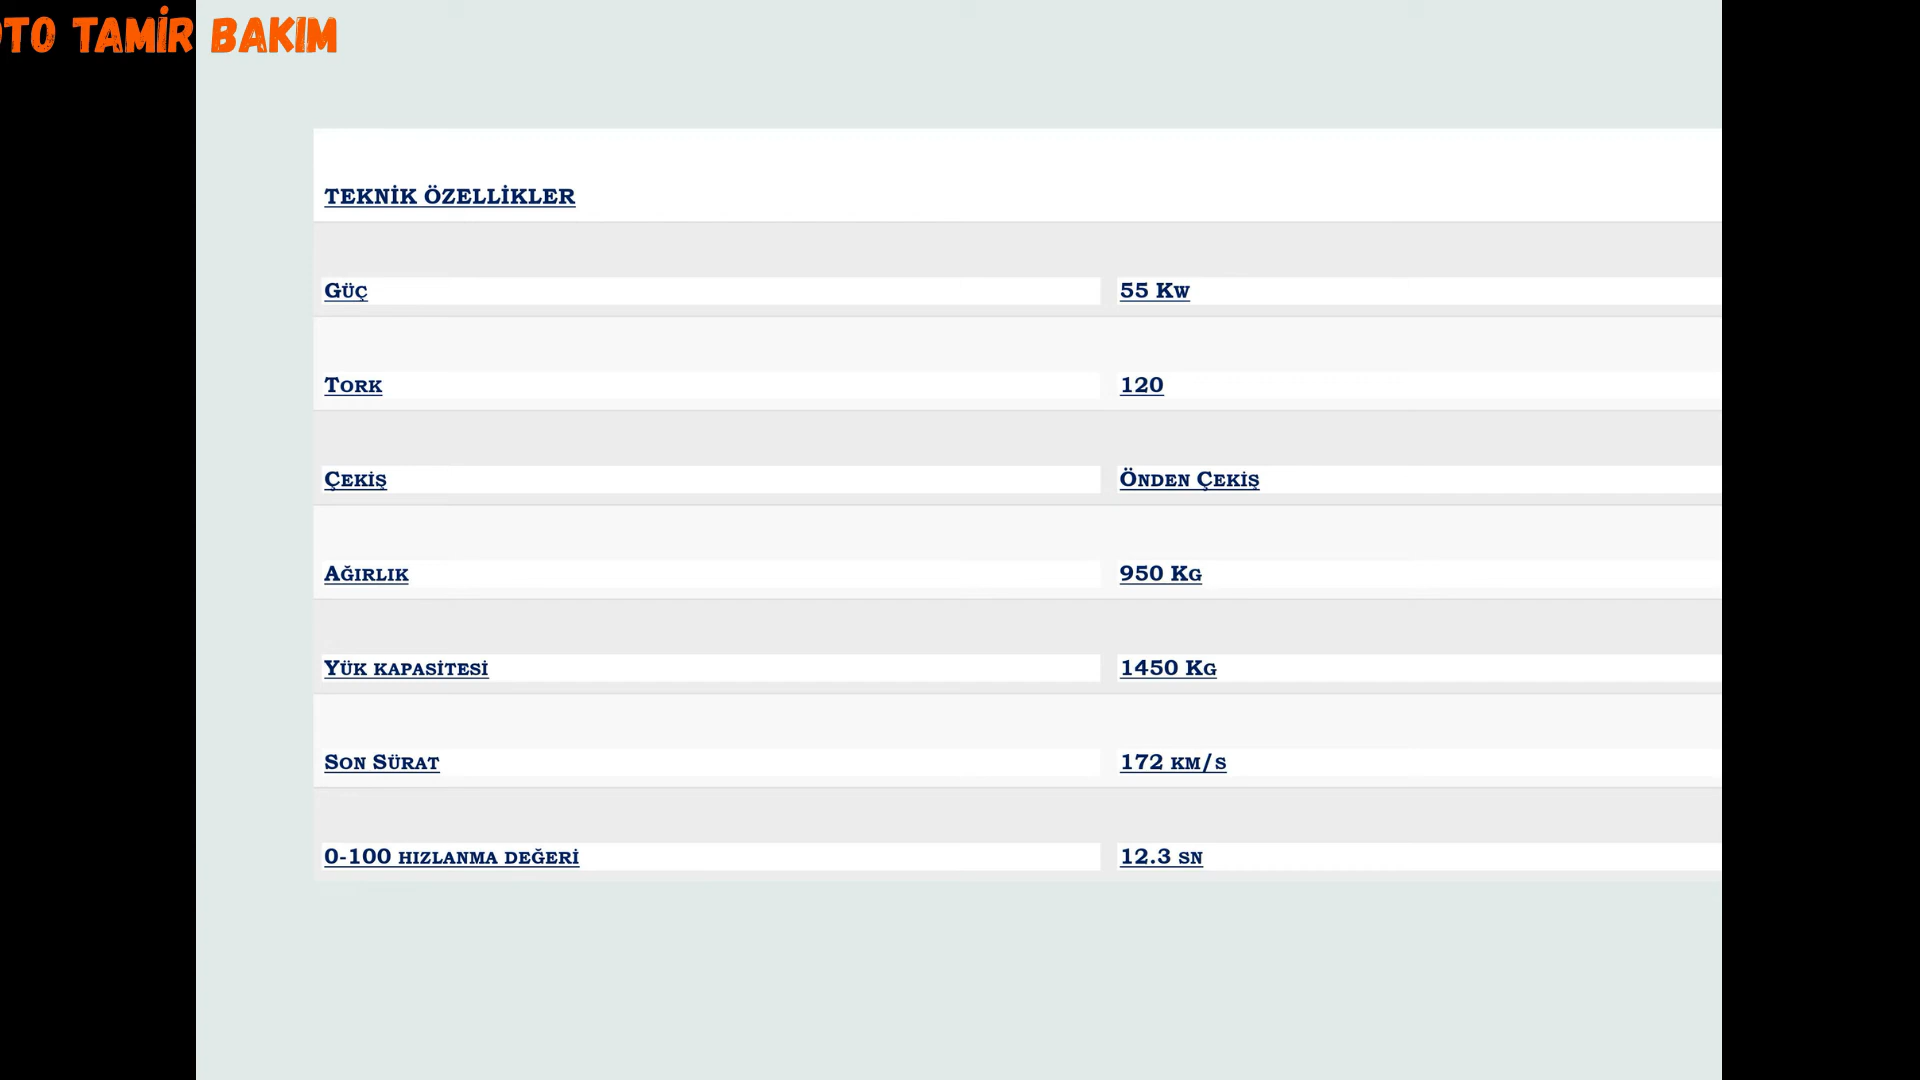 OTO TAMİR BAKIM
TEKNİK ÖZELLİKLER
GÜÇ 55 KW
TORK 120
ÇEKİŞ ÖNDEN ÇEKİŞ
AĞIRLIK 950 KG
YÜK KAPASİTESİ 1450 KG
SON SÜRAT 172 KM/S
0-100 HIZLANMA DEĞERİ 12.3 SN